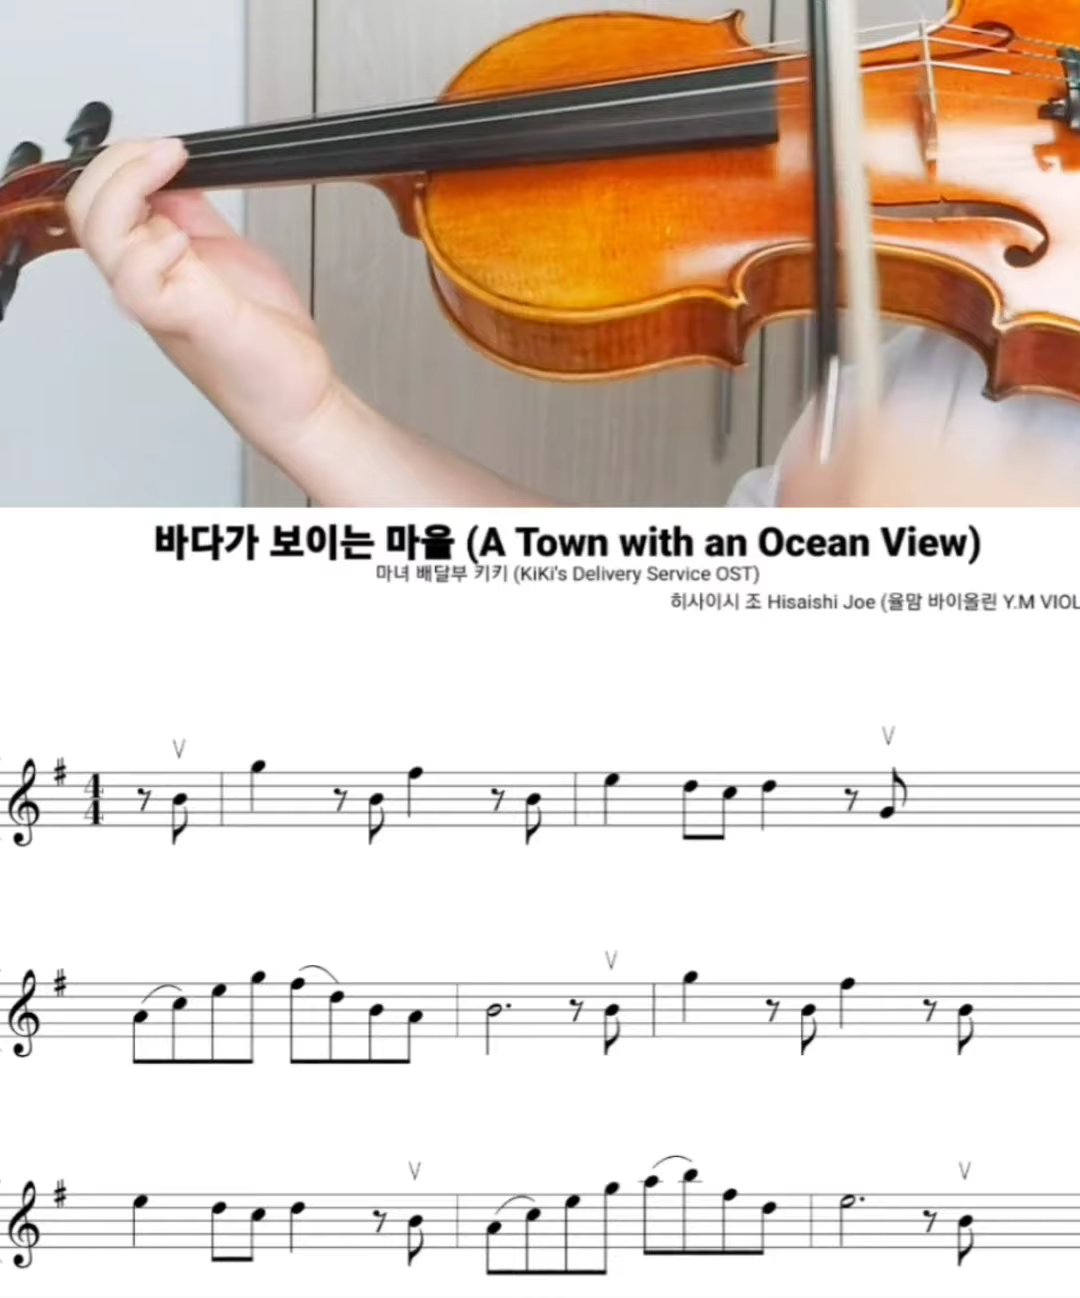 바다가 보이는 마을 (A Town with an Ocean View)
마녀 배달부 키키 (KiKi's Delivery Service OST)
히사이시 조 Hisaishi Joe (율맘 바이올린 Y.M VIOL
4
4